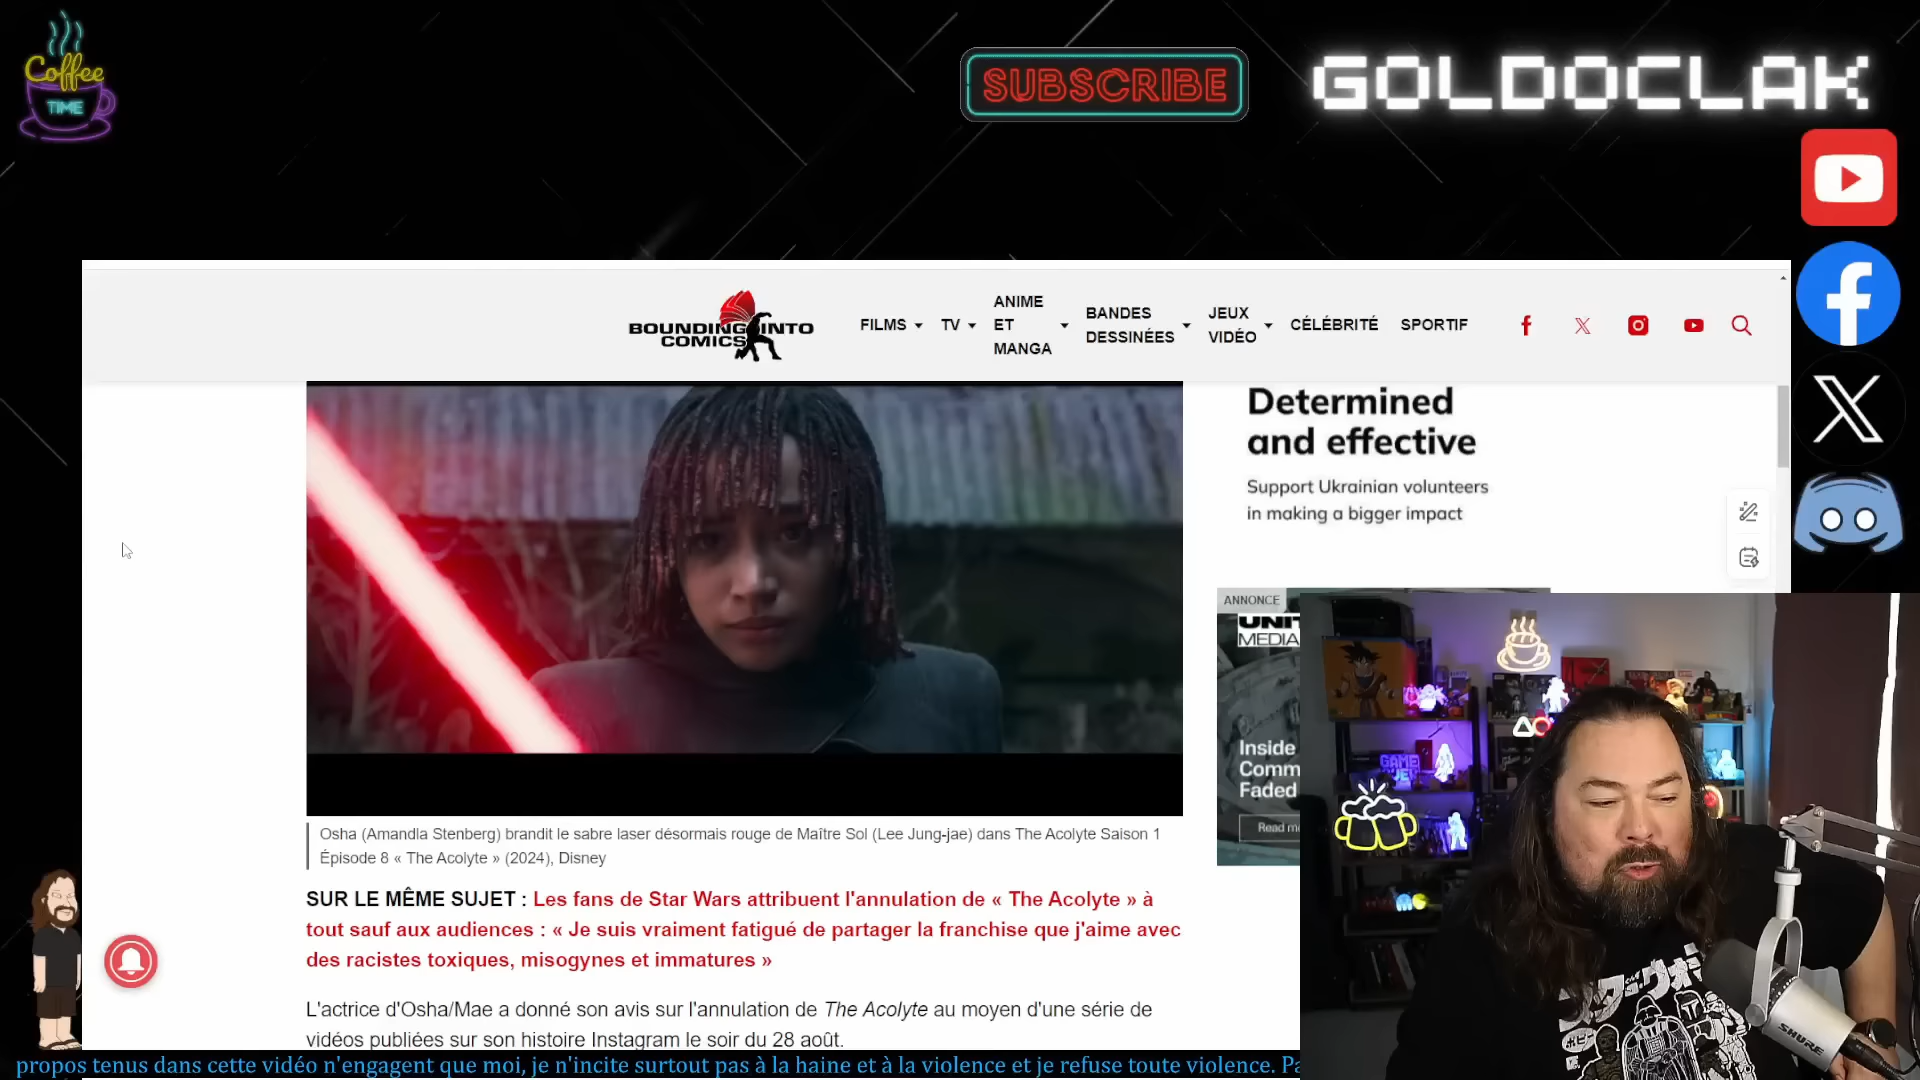 Coffee
TIME
SUBSCRIBE
GOLDOCLAK
BOUNDING INTO
COMICS
FILMS
TV
ANIME
ET
MANGA
BANDES
DESSINÉES
JEUX
VIDÉO
CÉLÉBRITÉ
SPORTIF
Determined
and effective
Support Ukrainian volunteers
in making a bigger impact
ANNONCE
MEDIA
Inside
Faded
Osha (Amandla Stenberg) brandit le sabre laser désormais rouge de Maître Sol (Lee Jung-jae) dans The Acolyte Saison 1
Épisode 8 « The Acolyte » (2024), Disney
SUR LE MÊME SUJET : Les fans de Star Wars attribuent l'annulation de « The Acolyte » à
tout sauf aux audiences : « Je suis vraiment fatigué de partager la franchise que j'aime avec
des racistes toxiques, misogynes et immatures »
L'actrice d'Osha/Mae a donné son avis sur l'annulation de The Acolyte au moyen d'une série de
vidéos publiées sur son histoire Instagram le soir du 28 août.
SHURE
propos tenus dans cette vidéo n'engagent que moi, je n'incite surtout pas à la haine et à la violence et je refuse toute violence.